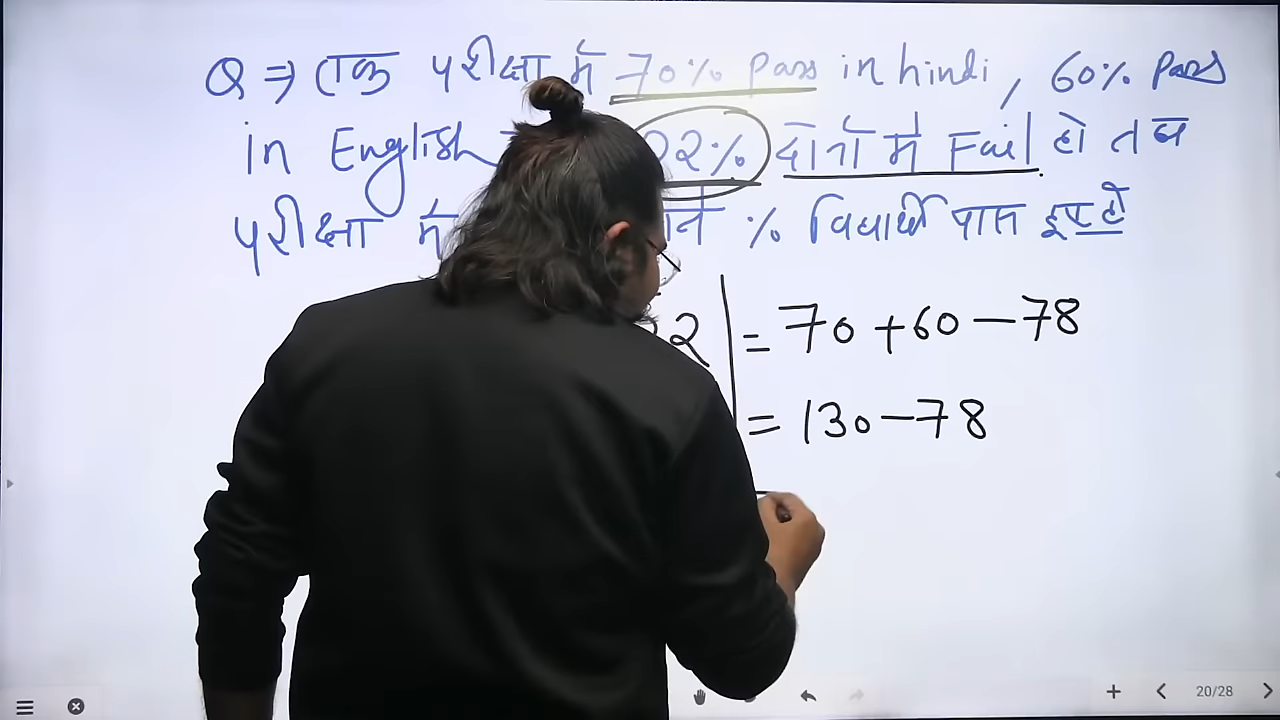 Q ⇒ एक परीक्षा में 70% Pass in hindi, 60% Pass
in English 22% दोनों में Fail हो तब
परीक्षा में % विद्यार्थी पास हुए हो
22 = 70 + 60 - 78
= 130 - 78
20/28